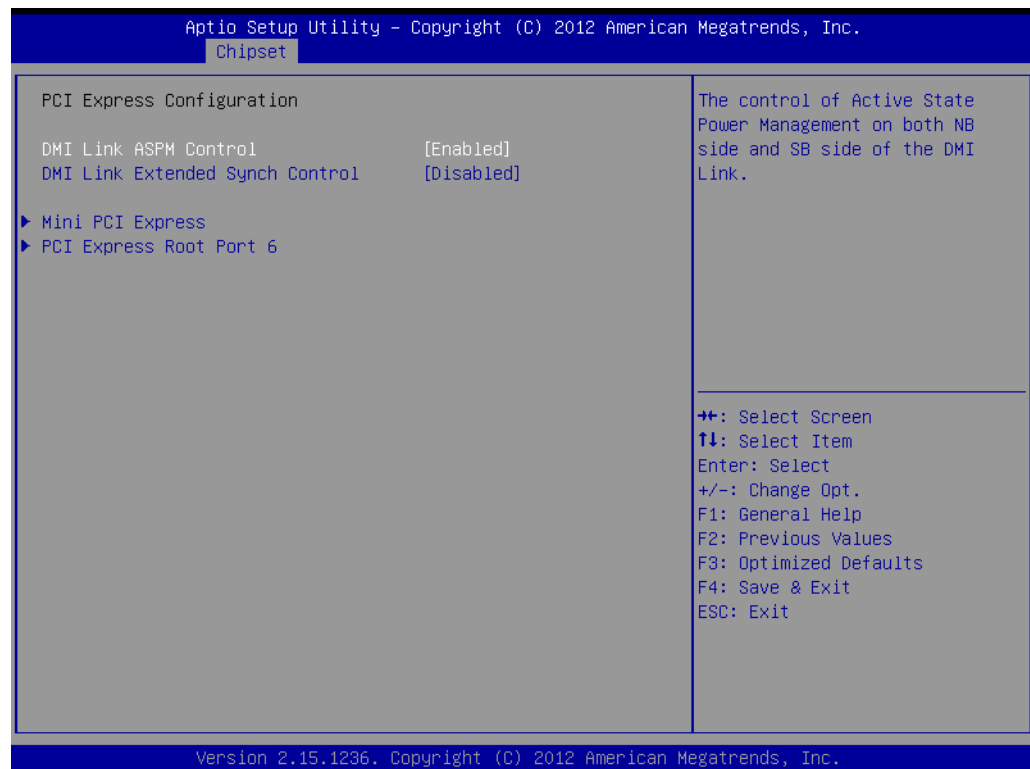 Aptio Setup Utility – Copyright (C) 2012 American Megatrends, Inc.
Chipset
PCI Express Configuration
DMI Link ASPM Control [Enabled]
DMI Link Extended Synch Control [Disabled]
► Mini PCI Express
► PCI Express Root Port 6
The control of Active State
Power Management on both NB
side and SB side of the DMI
Link.
→←: Select Screen
↑↓: Select Item
Enter: Select
+/-: Change Opt.
F1: General Help
F2: Previous Values
F3: Optimized Defaults
F4: Save & Exit
ESC: Exit
Version 2.15.1236. Copyright (C) 2012 American Megatrends, Inc.